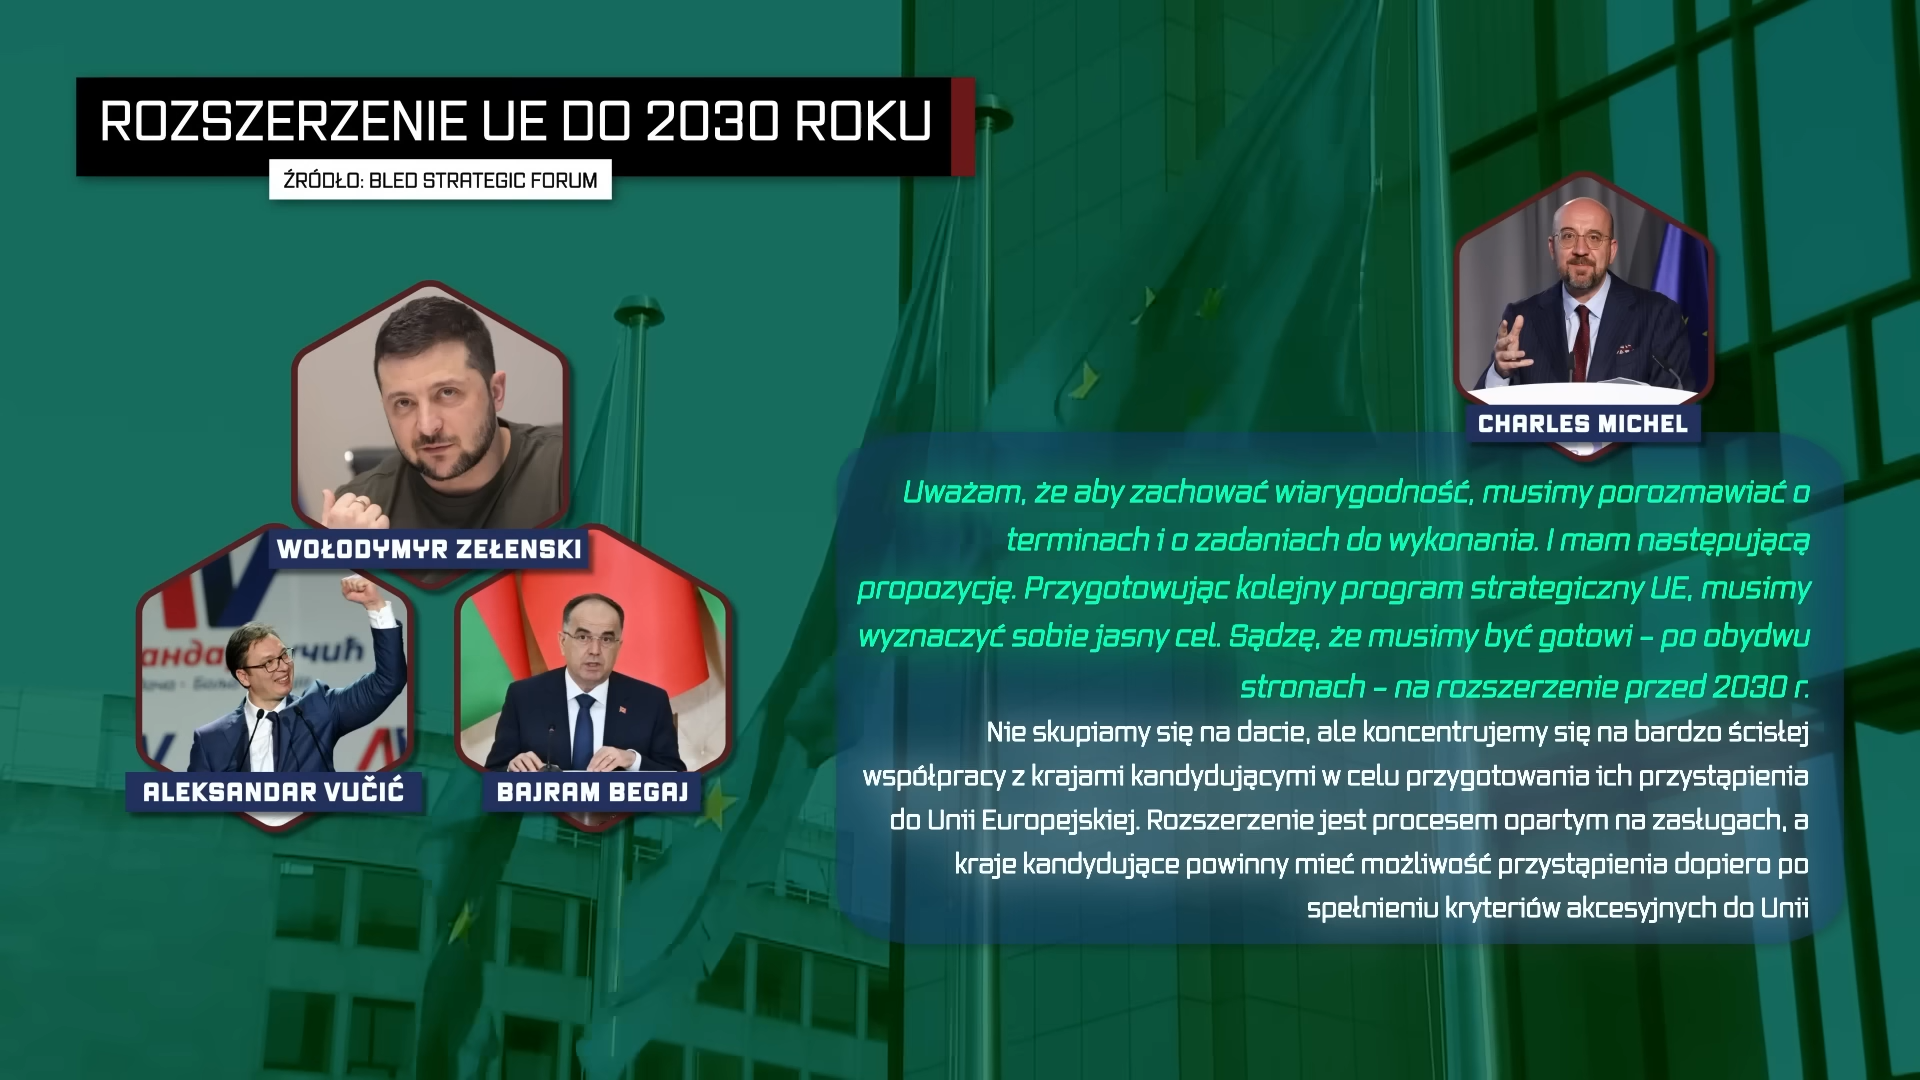 ROZSZERZENIE UE DO 2030 ROKU
ŹRÓDŁO: BLED STRATEGIC FORUM
CHARLES MICHEL
Uważam, że aby zachować wiarygodność, musimy porozmawiać o
terminach i o zadaniach do wykonania. I mam następującą
propozycję. Przygotowując kolejny program strategiczny UE, musimy
wyznaczyć sobie jasny cel. Sądzę, że musimy być gotowi – po obydwu
stronach – na rozszerzenie przed 2030 r.
Nie skupiamy się na dacie, ale koncentrujemy się na bardzo ścisłej
współpracy z krajami kandydującymi w celu przygotowania ich przystąpienia
do Unii Europejskiej. Rozszerzenie jest procesem opartym na zasługach, a
kraje kandydujące powinny mieć możliwość przystąpienia dopiero po
spełnieniu kryteriów akcesyjnych do Unii
WOŁODYMYR ZEŁENSKI
ALEKSANDAR VUČIĆ
BAJRAM BEGAJ